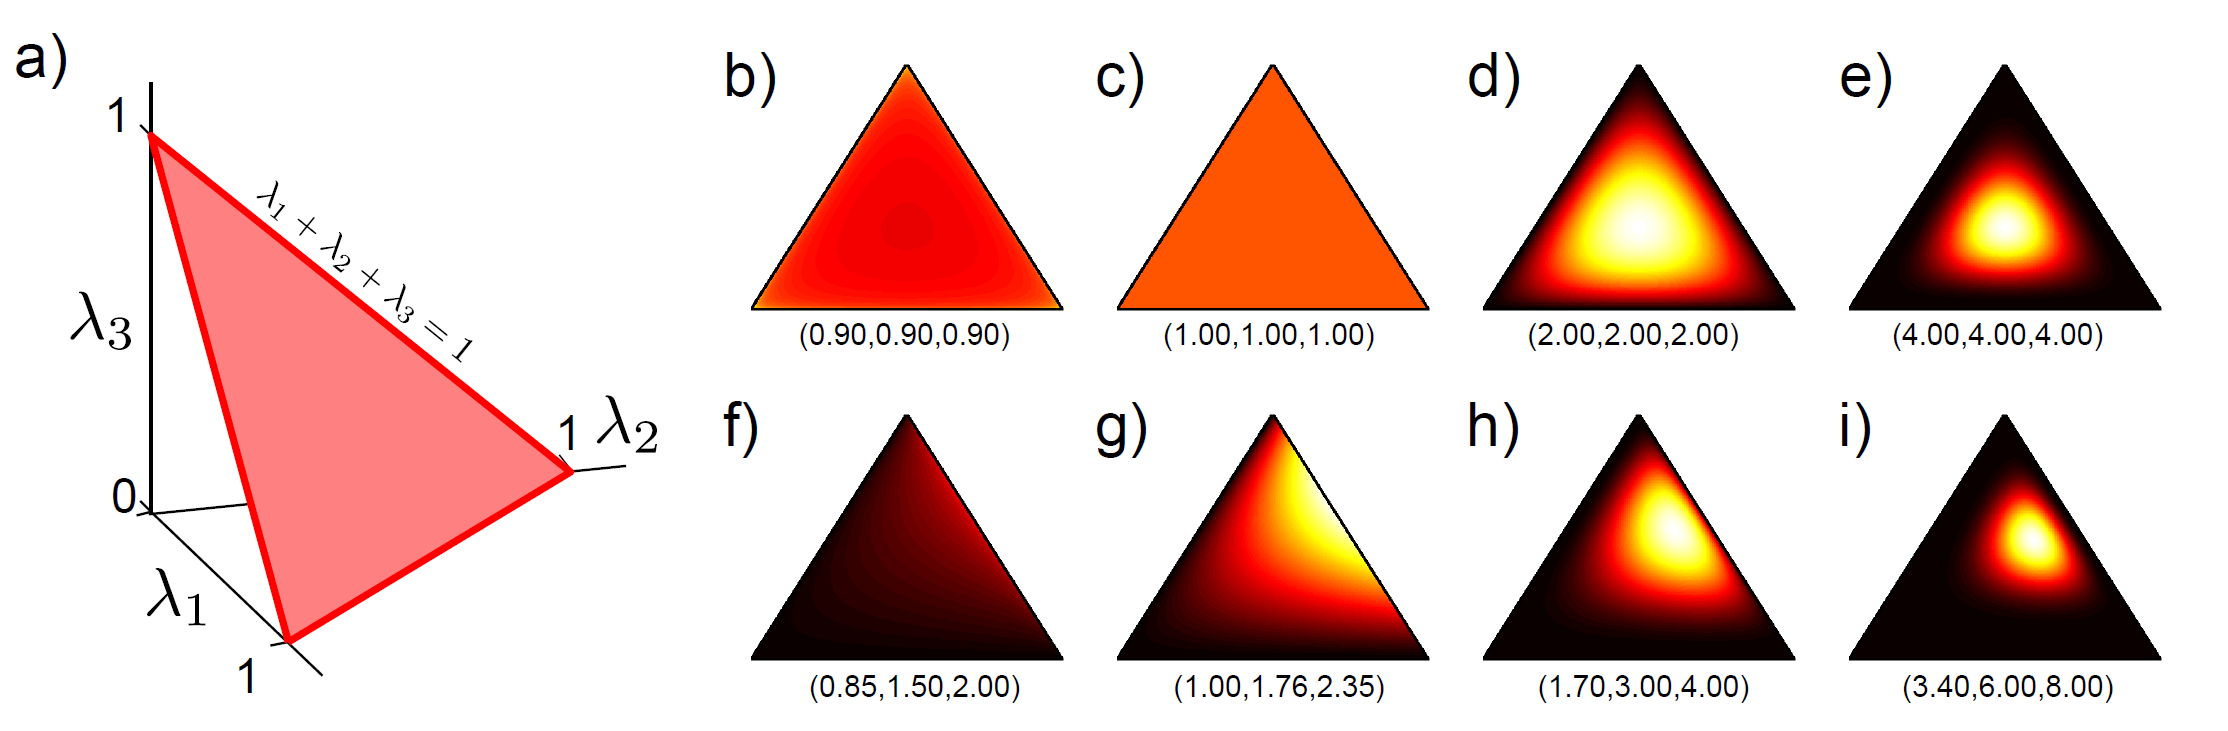 a)
1
λ₁ + λ₂ + λ₃ = 1
λ₃
1 λ₂
0
λ₁
1
b)
(0.90,0.90,0.90)
c)
(1.00,1.00,1.00)
d)
(2.00,2.00,2.00)
e)
(4.00,4.00,4.00)
f)
(0.85,1.50,2.00)
g)
(1.00,1.76,2.35)
h)
(1.70,3.00,4.00)
i)
(3.40,6.00,8.00)